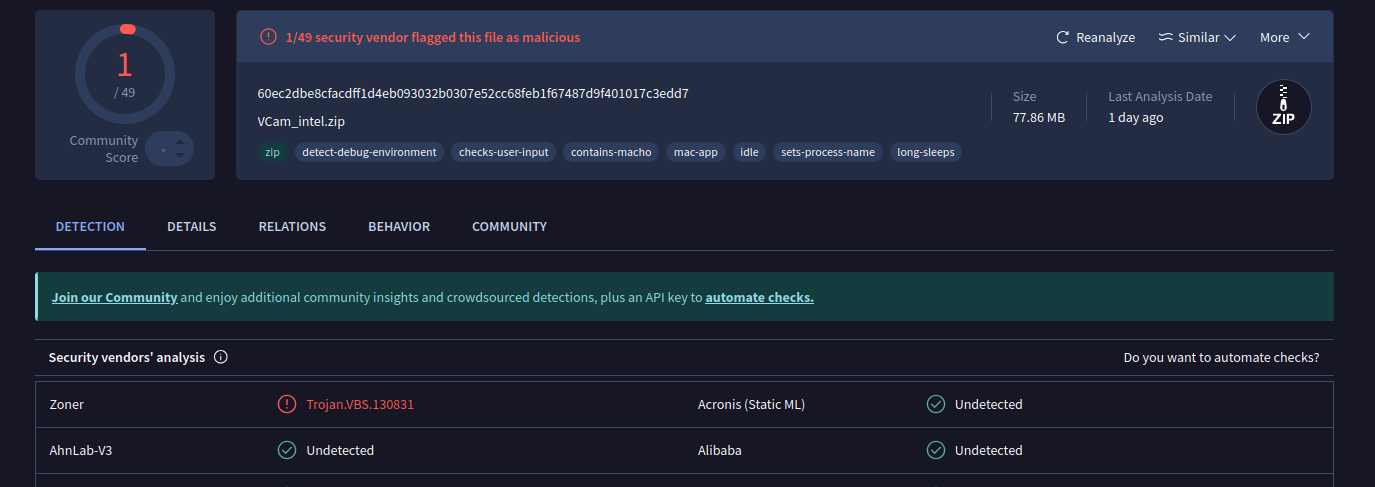 1
/ 49
Community
Score
1/49 security vendor flagged this file as malicious
Reanalyze
Similar
More
60ec2dbe8cfacdff1d4eb093032b0307e52cc68feb1f67487d9f401017c3edd7
VCam_intel.zip
Size
77.86 MB
Last Analysis Date
1 day ago
ZIP
zip
detect-debug-environment
checks-user-input
contains-macho
mac-app
idle
sets-process-name
long-sleeps
DETECTION
DETAILS
RELATIONS
BEHAVIOR
COMMUNITY
Join our Community and enjoy additional community insights and crowdsourced detections, plus an API key to automate checks.
Security vendors' analysis
Do you want to automate checks?
Zoner
Trojan.VBS.130831
Acronis (Static ML)
Undetected
AhnLab-V3
Undetected
Alibaba
Undetected